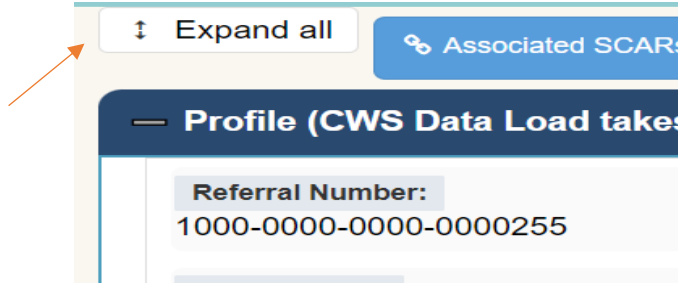 Expand all
Associated SCARs
Profile (CWS Data Load takes
Referral Number:
1000-0000-0000-0000255